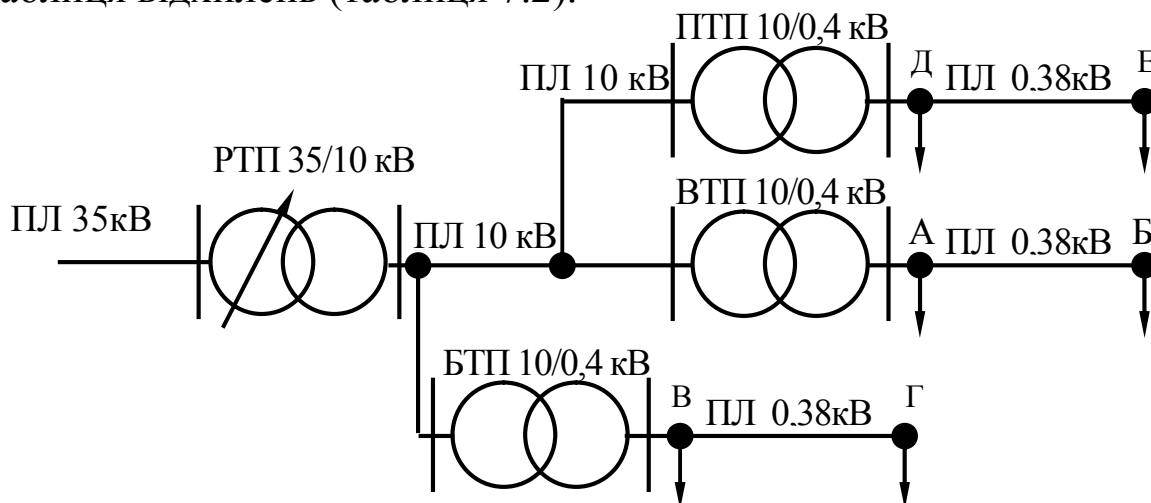 (таблиця 7.2).
ПТП 10/0,4 кВ
ПЛ 10 кВ
Д
ПЛ 0.38кВ
Е
РТП 35/10 кВ
ВТП 10/0,4 кВ
ПЛ 35кВ
ПЛ 10 кВ
А
ПЛ 0.38кВ
Б
БТП 10/0,4 кВ
В
ПЛ 0.38кВ
Г